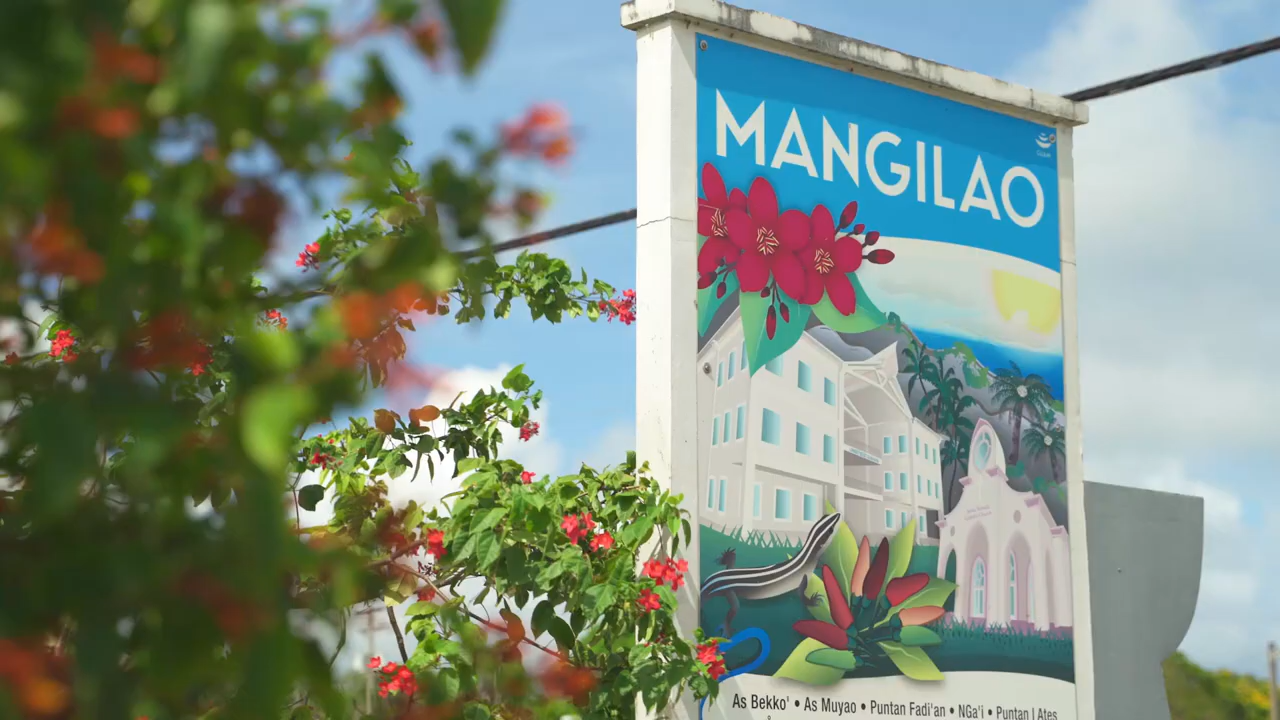 MANGILAO
As Bekko' • As Muyao • Puntan Fadi'an • NGa'i • Puntan I Ates